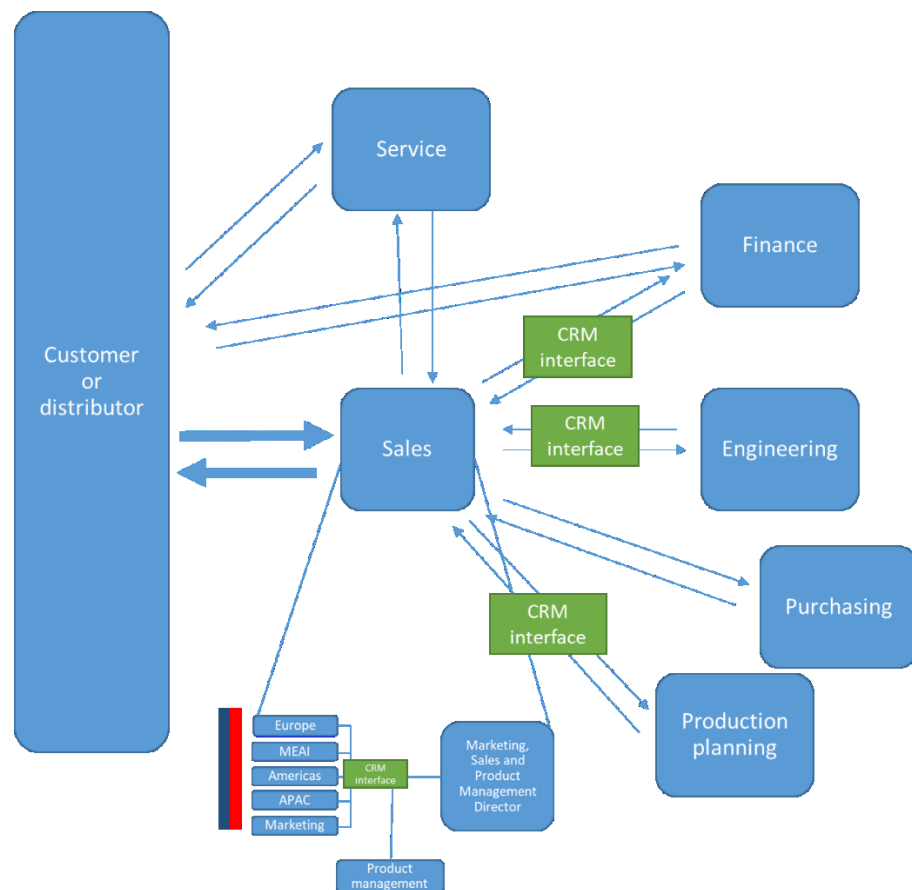 Service
Finance
CRM
interface
Customer
or
distributor
CRM
interface
Sales
Engineering
Purchasing
CRM
interface
Production
planning
Europe
MEAI
Americas
APAC
Marketing
CRM
interface
Marketing,
Sales and
Product
Management
Director
Product
management